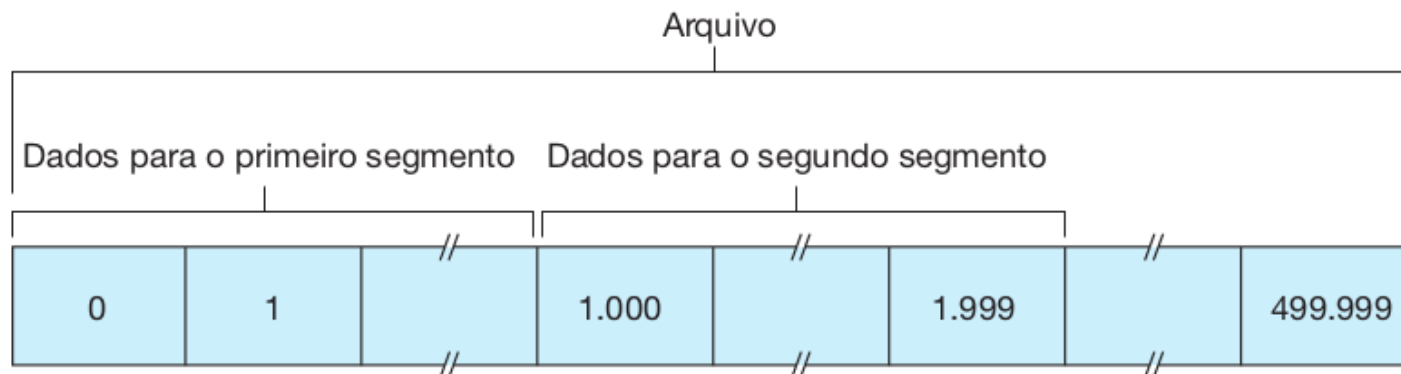 Arquivo
Dados para o primeiro segmento Dados para o segundo segmento
0 1 1.000 1.999 499.999